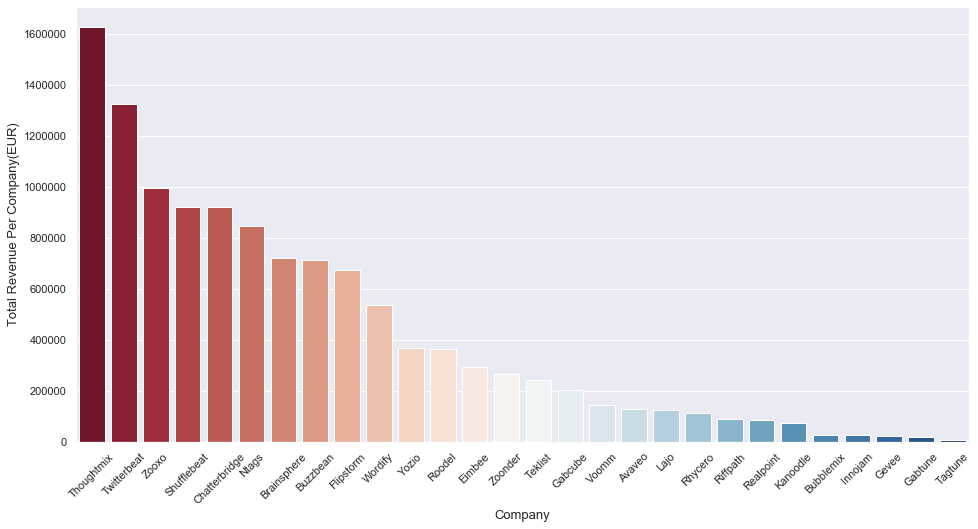 Total Revenue Per Company(EUR)
1600000
1400000
1200000
1000000
800000
600000
400000
200000
0
Thoughtmix
Twitterbeat
Zooxo
Shufflebeat
Chatterbridge
Ntags
Brainsphere
Buzzbean
Flipstorm
Wordify
Yozio
Roodel
Eimbee
Zoonder
Teklist
Gabcube
Voomm
Avaveo
Lajo
Rhycero
Riffpath
Realpoint
Kanoodle
Bubblemix
Innojam
Gevee
Gabtune
Tagtune
Company